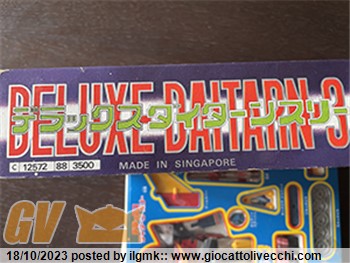 DELUXE DAITARN 3
デラックス・ダイターンスリー
C 12572 88 3500
MADE IN SINGAPORE
GV
18/10/2023 posted by ilgmk:: www.giocattolivecchi.com